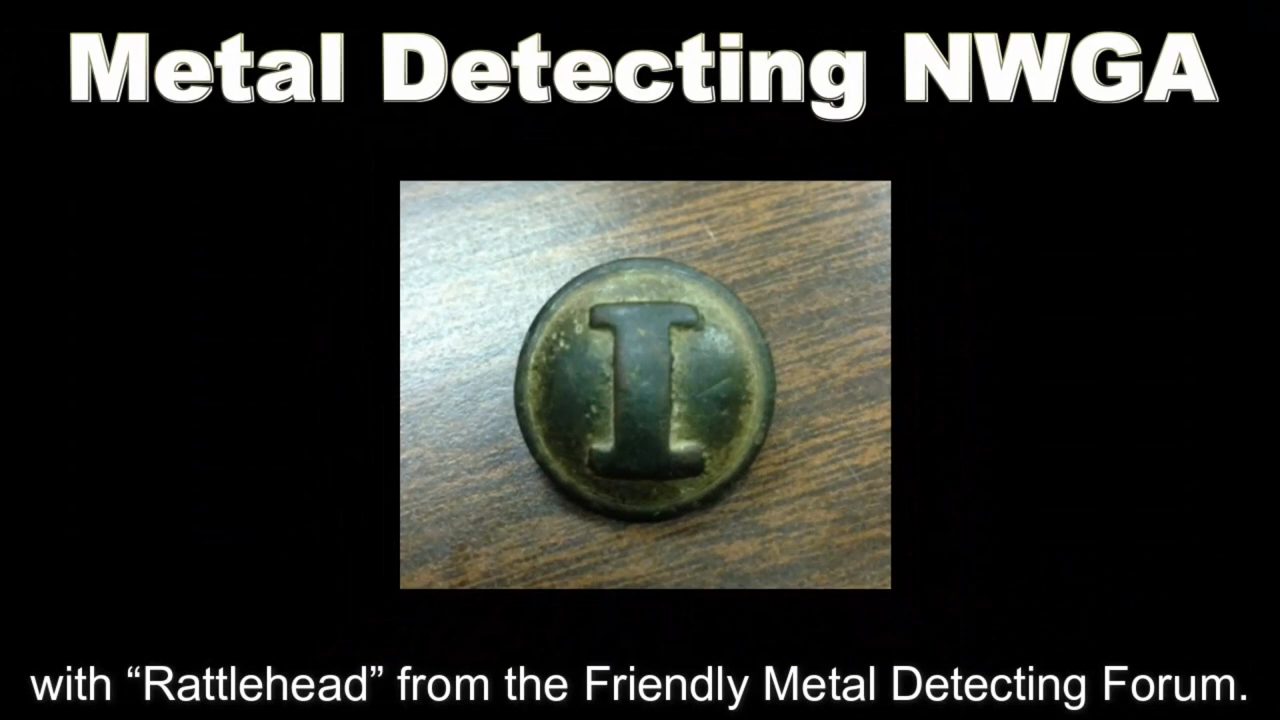 Metal Detecting NWGA
I
with “Rattlehead” from the Friendly Metal Detecting Forum.